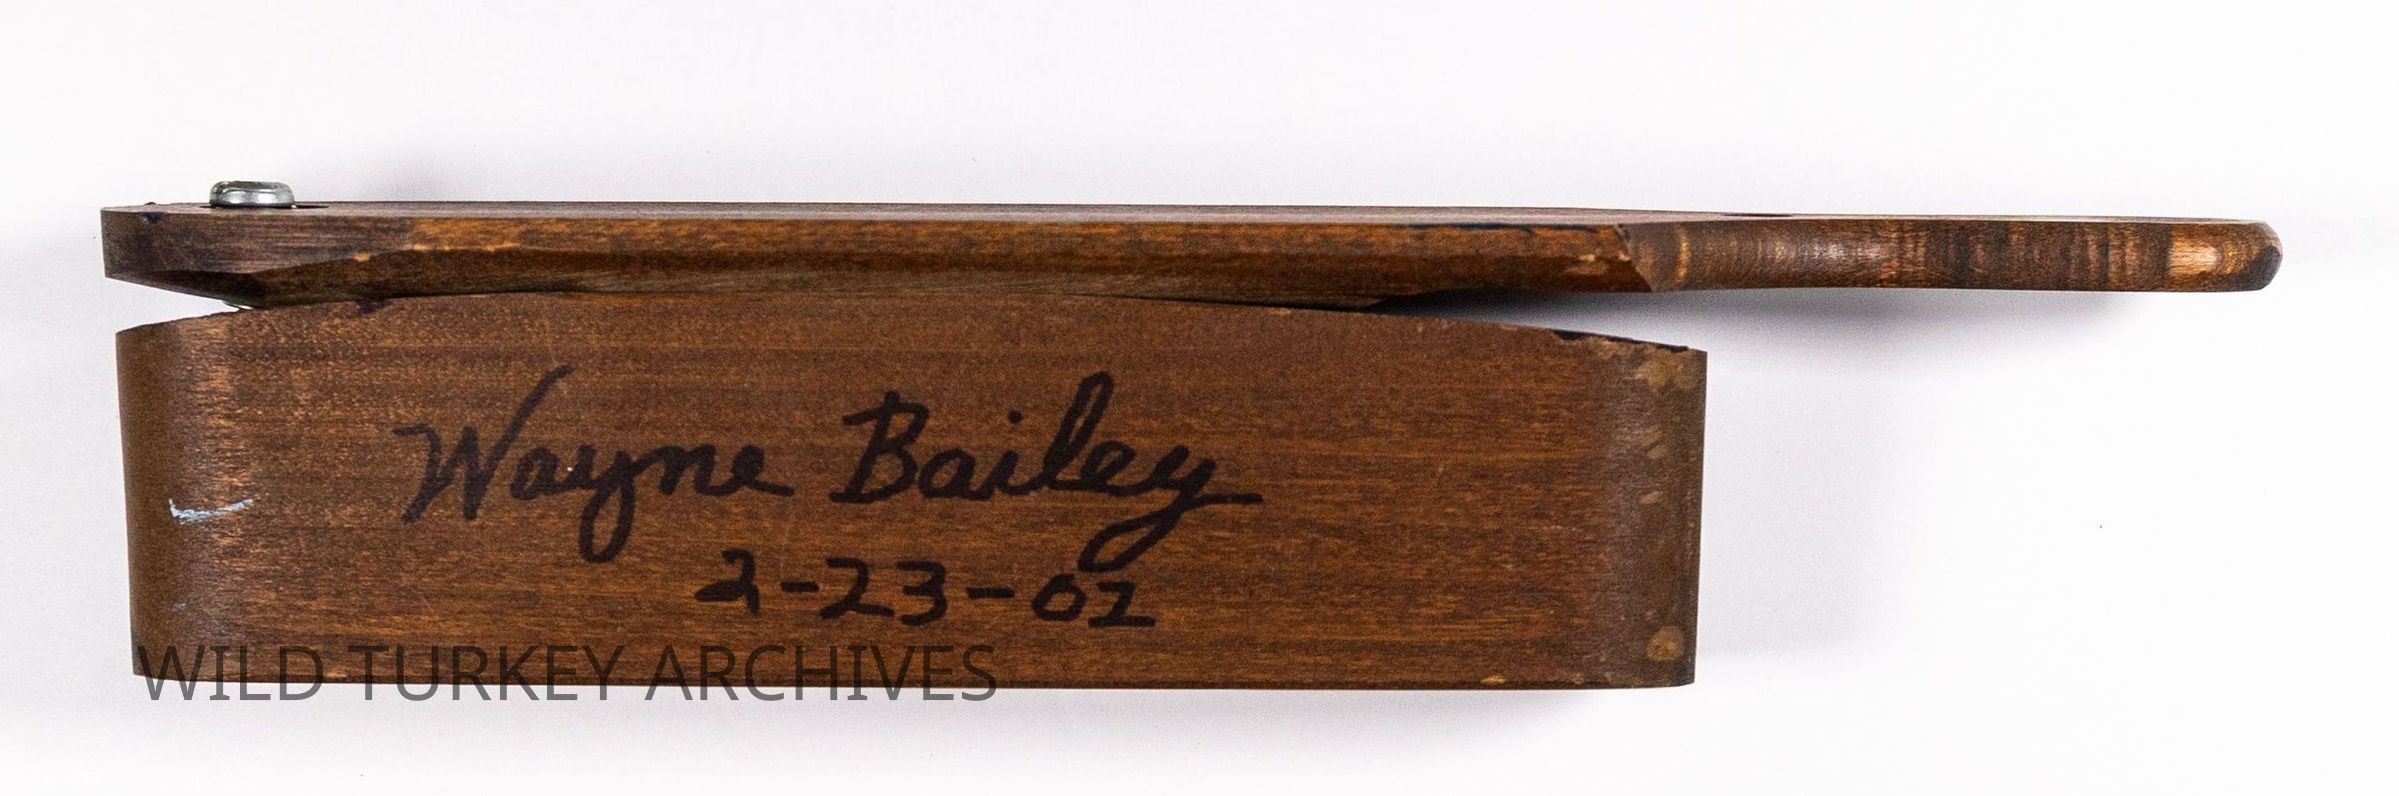 Wayne Bailey
2-23-02
WILD TURKEY ARCHIVES